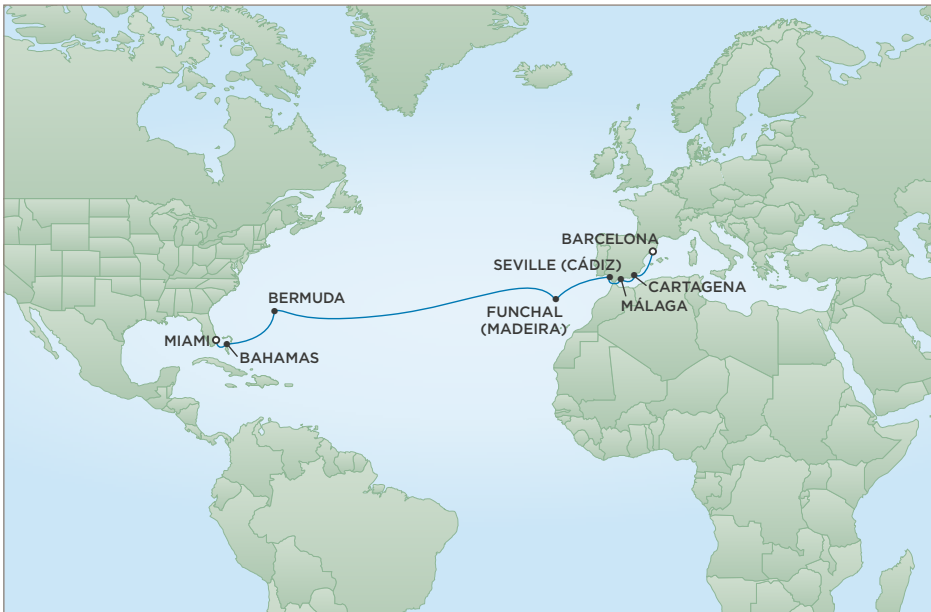 BARCELONA
SEVILLE (CÁDIZ)
CARTAGENA
MÁLAGA
BERMUDA
FUNCHAL
(MADEIRA)
MIAMI
BAHAMAS